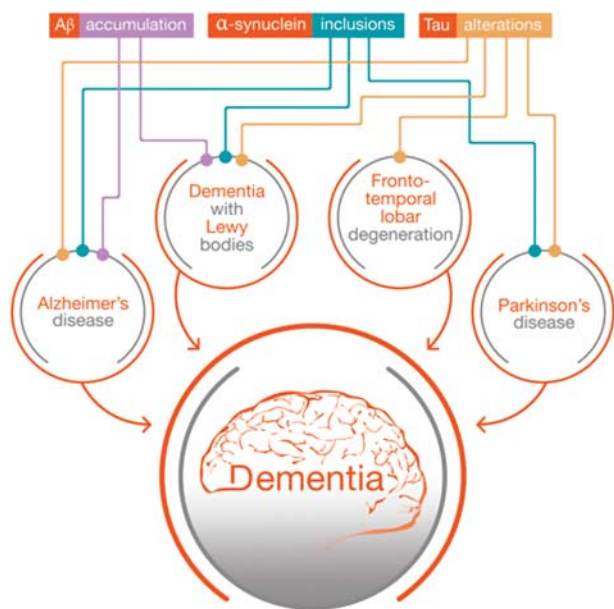 Aβ accumulation
α-synuclein inclusions
Tau alterations
Dementia
with
Lewy
bodies
Fronto-
temporal
lobar
degeneration
Alzheimer's
disease
Parkinson's
disease
Dementia